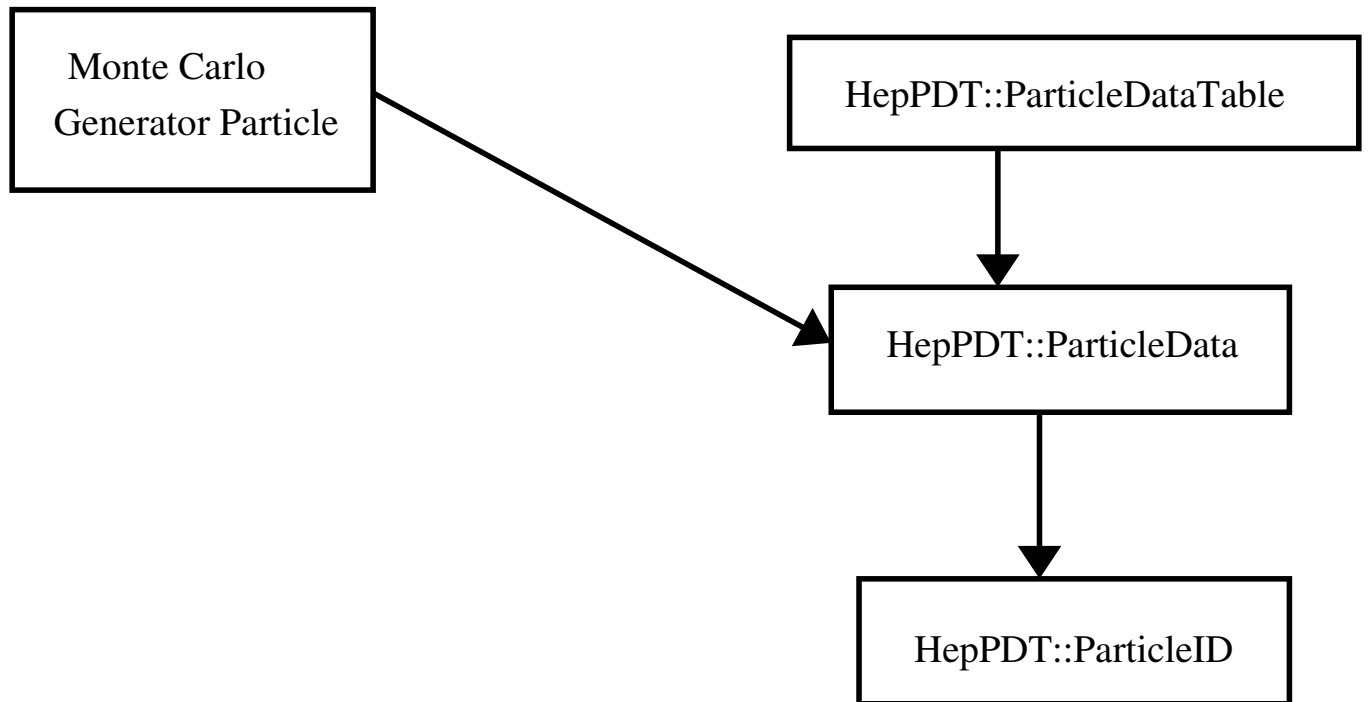 Monte Carlo
Generator Particle
HepPDT::ParticleDataTable
HepPDT::ParticleData
HepPDT::ParticleID